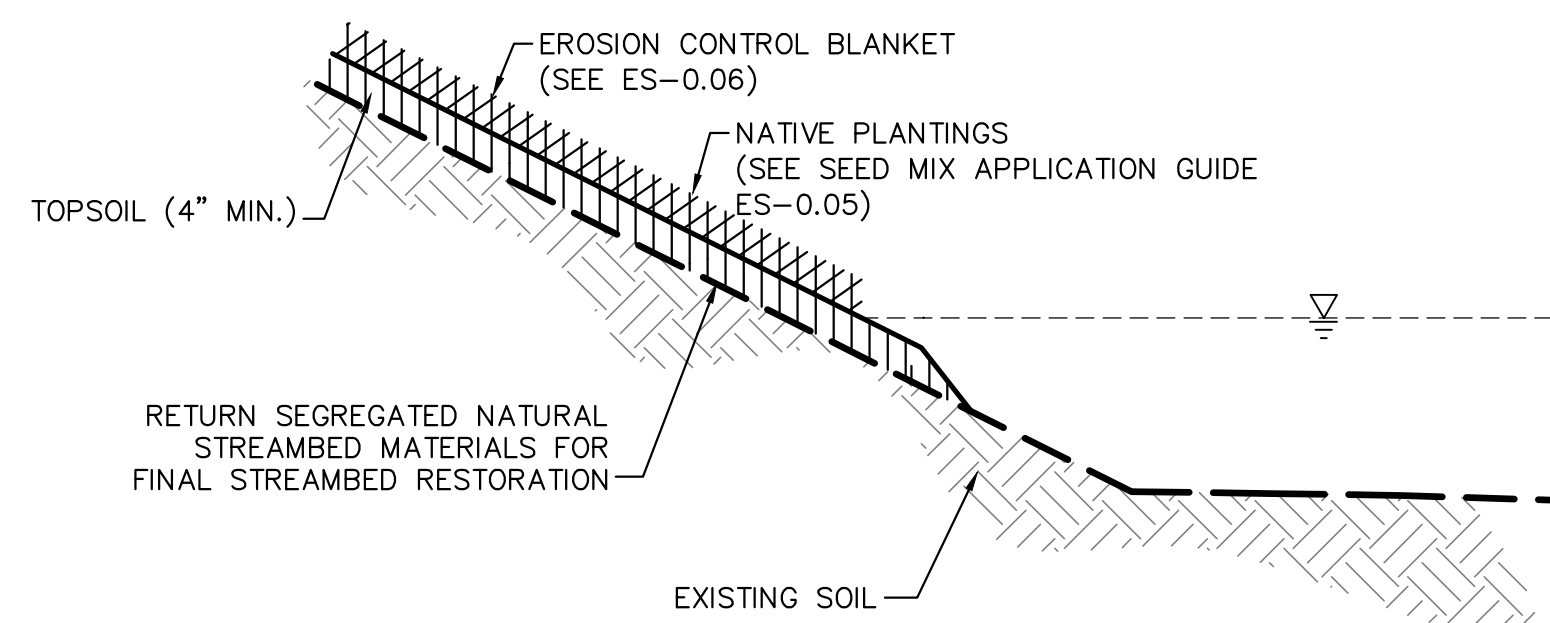 EROSION CONTROL BLANKET
(SEE ES-0.06)
NATIVE PLANTINGS
(SEE SEED MIX APPLICATION GUIDE
ES-0.05)
TOPSOIL (4" MIN.)
RETURN SEGREGATED NATURAL
STREAMBED MATERIALS FOR
FINAL STREAMBED RESTORATION
EXISTING SOIL